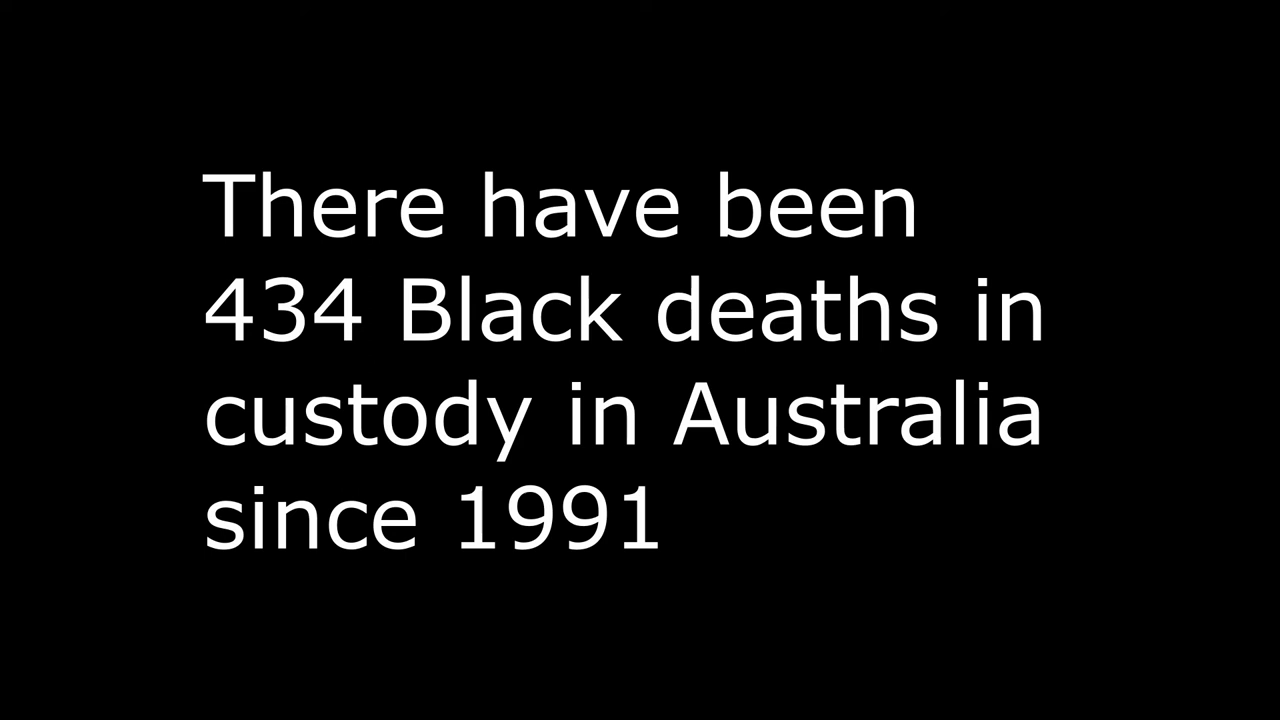 There have been
434 Black deaths in
custody in Australia
since 1991